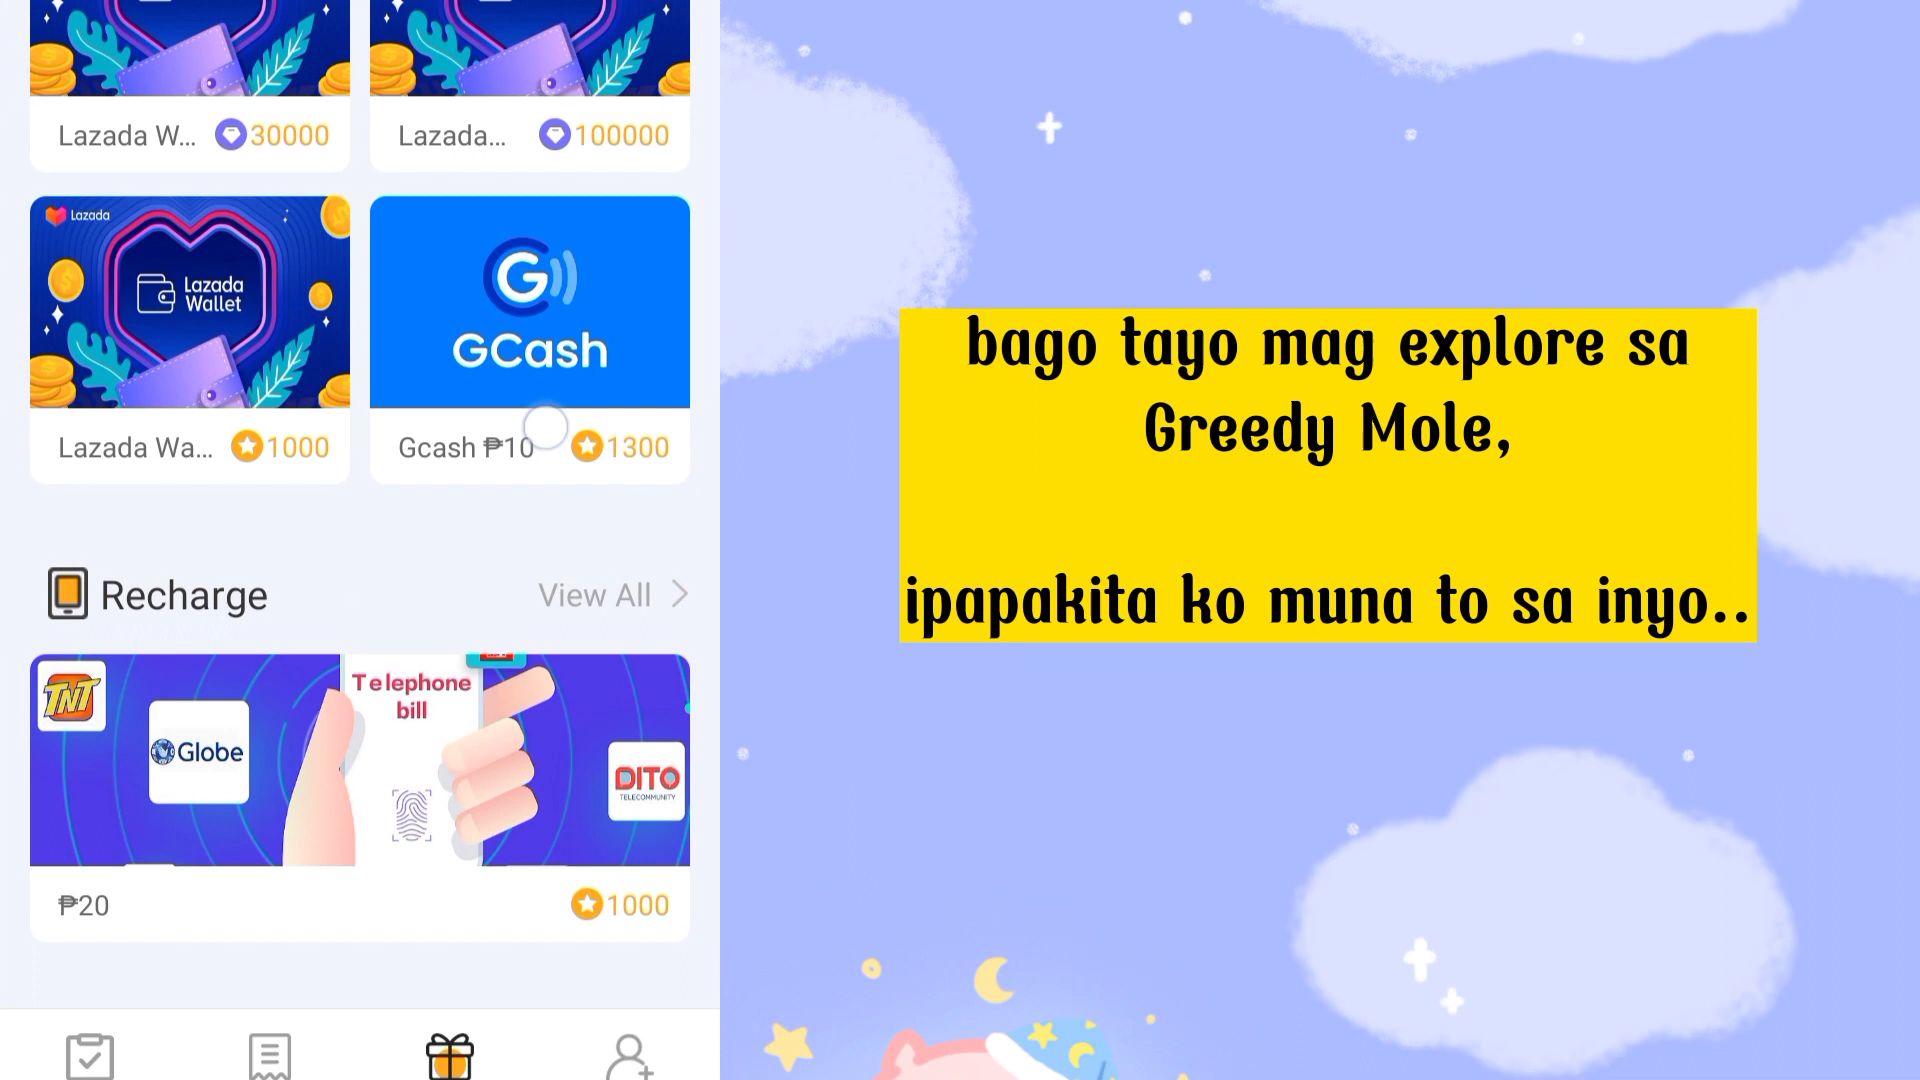 Lazada W...
30000
Lazada...
100000
Lazada
Lazada
Wallet
GCash
Lazada Wa...
1000
Gcash ₱10
1300
Recharge
View All
TNT
Globe
Telephone
bill
DITO
TELECOMMUNITY
₱20
1000
bago tayo mag explore sa
Greedy Mole,
ipapakita ko muna to sa inyo..